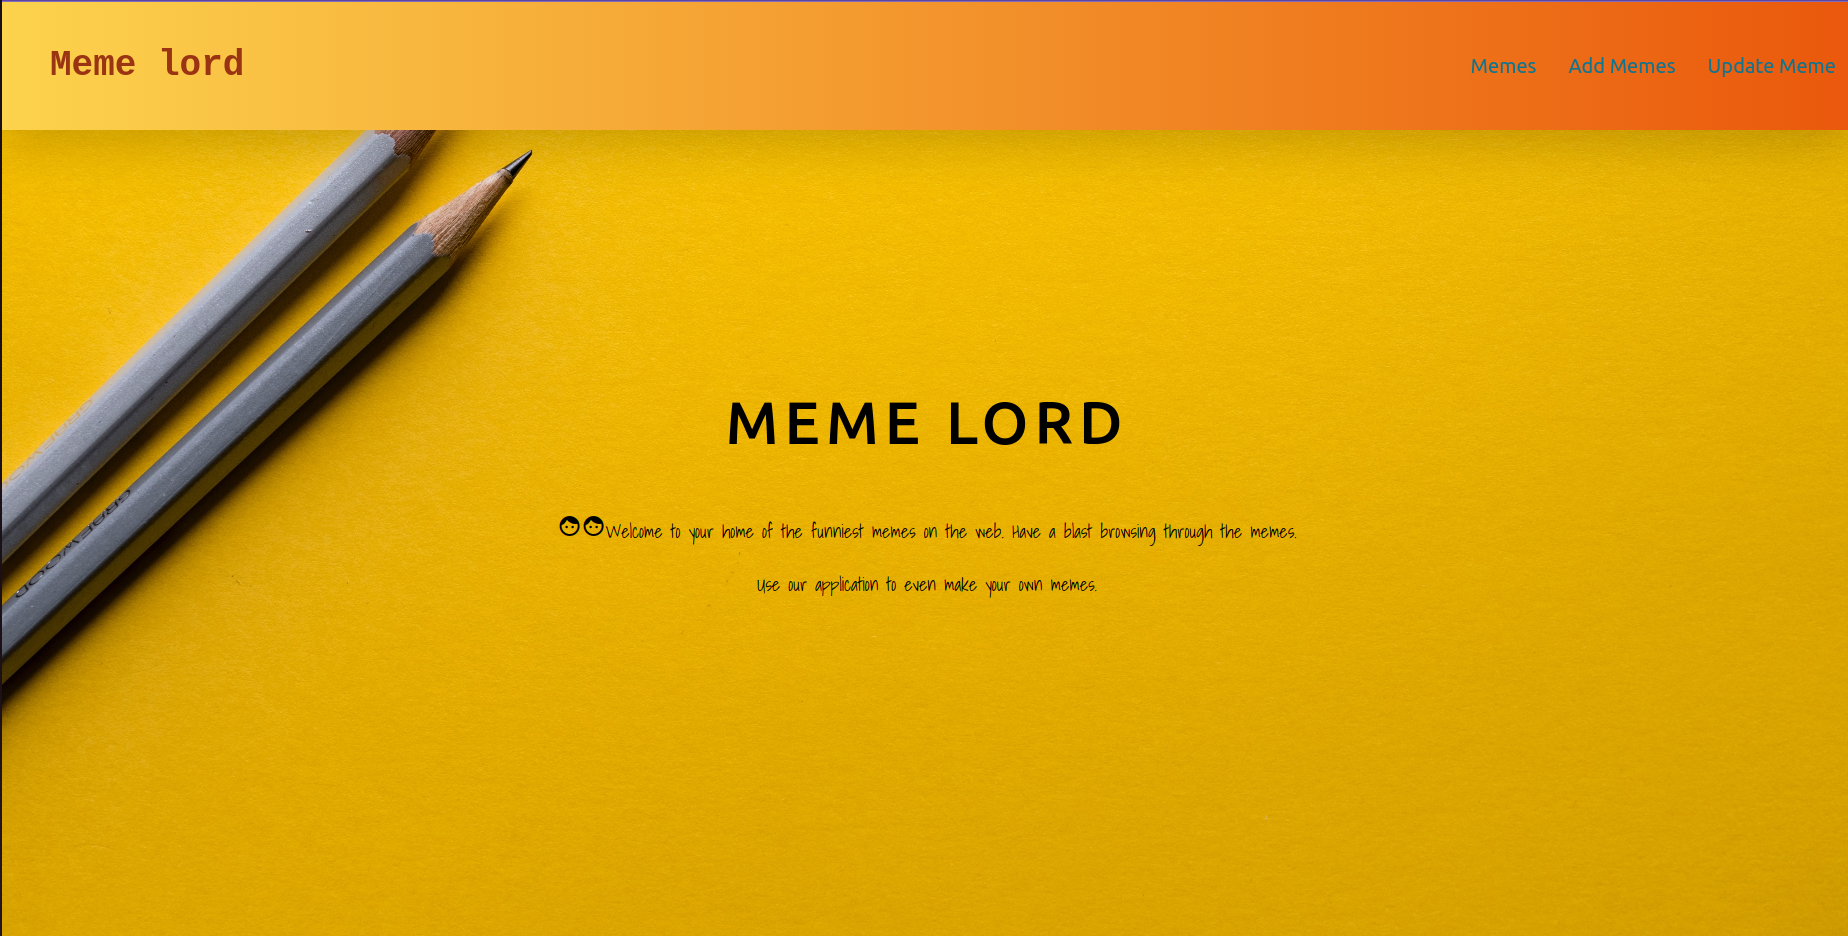 Meme lord
Memes Add Memes Update Meme
MEME LORD
Welcome to your home of the funniest memes on the web. Have a blast browsing through the memes.
Use our application to even make your own memes.